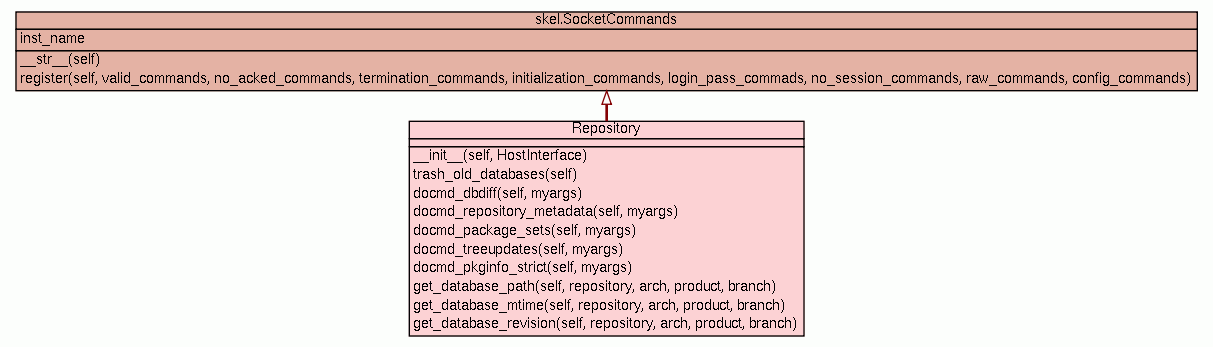 skel.SocketCommands
inst_name
__str__(self)
register(self, valid_commands, no_acked_commands, termination_commands, initialization_commands, login_pass_commads, no_session_commands, raw_commands, config_commands)
Repository
__init__(self, HostInterface)
trash_old_databases(self)
docmd_dbdiff(self, myargs)
docmd_repository_metadata(self, myargs)
docmd_package_sets(self, myargs)
docmd_treeupdates(self, myargs)
docmd_pkginfo_strict(self, myargs)
get_database_path(self, repository, arch, product, branch)
get_database_mtime(self, repository, arch, product, branch)
get_database_revision(self, repository, arch, product, branch)